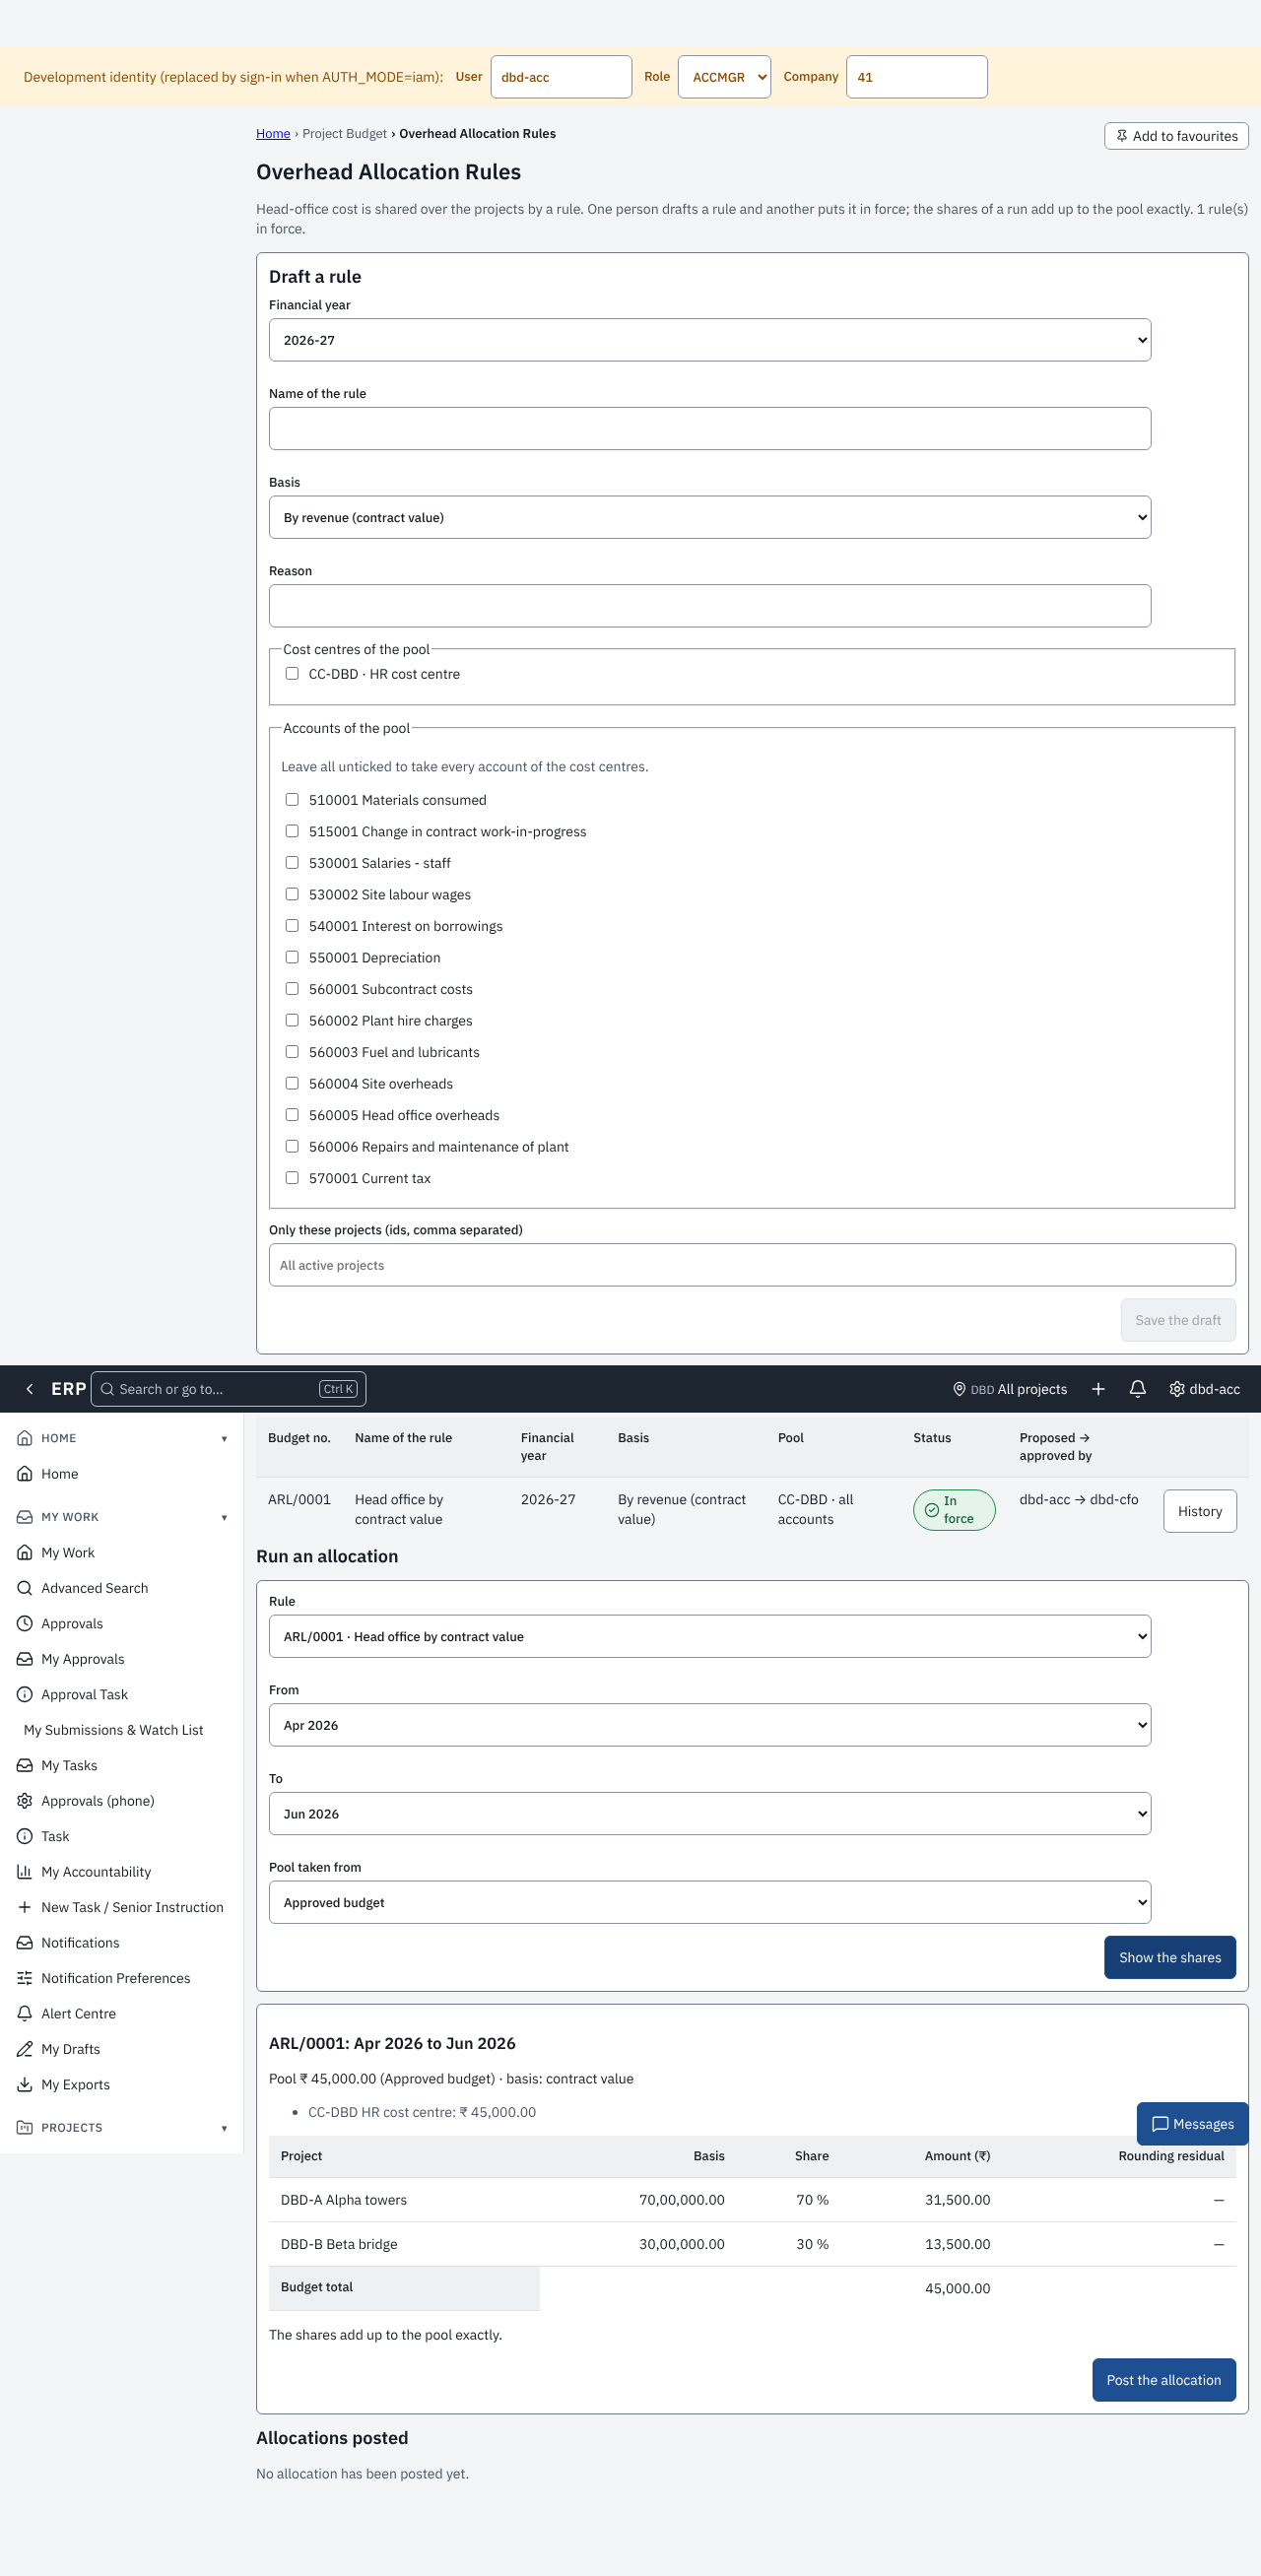 Development identity (replaced by sign-in when AUTH_MODE=iam): User dbd-acc Role ACCMGR Company 41
Home › Project Budget › Overhead Allocation Rules
Add to favourites
Overhead Allocation Rules
Head-office cost is shared over the projects by a rule. One person drafts a rule and another puts it in force; the shares of a run add up to the pool exactly. 1 rule(s)
in force.
Draft a rule
Financial year
2026-27
Name of the rule
Basis
By revenue (contract value)
Reason
Cost centres of the pool
CC-DBD · HR cost centre
Accounts of the pool
Leave all unticked to take every account of the cost centres.
510001 Materials consumed
515001 Change in contract work-in-progress
530001 Salaries - staff
530002 Site labour wages
540001 Interest on borrowings
550001 Depreciation
560001 Subcontract costs
560002 Plant hire charges
560003 Fuel and lubricants
560004 Site overheads
560005 Head office overheads
560006 Repairs and maintenance of plant
570001 Current tax
Only these projects (ids, comma separated)
All active projects
Save the draft
ERP Search or go to... Ctrl K DBD All projects dbd-acc
HOME
Home
MY WORK
My Work
Advanced Search
Approvals
My Approvals
Approval Task
My Submissions & Watch List
My Tasks
Approvals (phone)
Task
My Accountability
New Task / Senior Instruction
Notifications
Notification Preferences
Alert Centre
My Drafts
My Exports
PROJECTS
Budget no. Name of the rule Financial year Basis Pool Status Proposed → approved by
ARL/0001 Head office by contract value 2026-27 By revenue (contract value) CC-DBD · all accounts In force dbd-acc → dbd-cfo History
Run an allocation
Rule
ARL/0001 · Head office by contract value
From
Apr 2026
To
Jun 2026
Pool taken from
Approved budget
Show the shares
ARL/0001: Apr 2026 to Jun 2026
Pool ₹ 45,000.00 (Approved budget) · basis: contract value
CC-DBD HR cost centre: ₹ 45,000.00
Messages
Project Basis Share Amount (₹) Rounding residual
DBD-A Alpha towers 70,00,000.00 70 % 31,500.00 —
DBD-B Beta bridge 30,00,000.00 30 % 13,500.00 —
Budget total 45,000.00
The shares add up to the pool exactly.
Post the allocation
Allocations posted
No allocation has been posted yet.